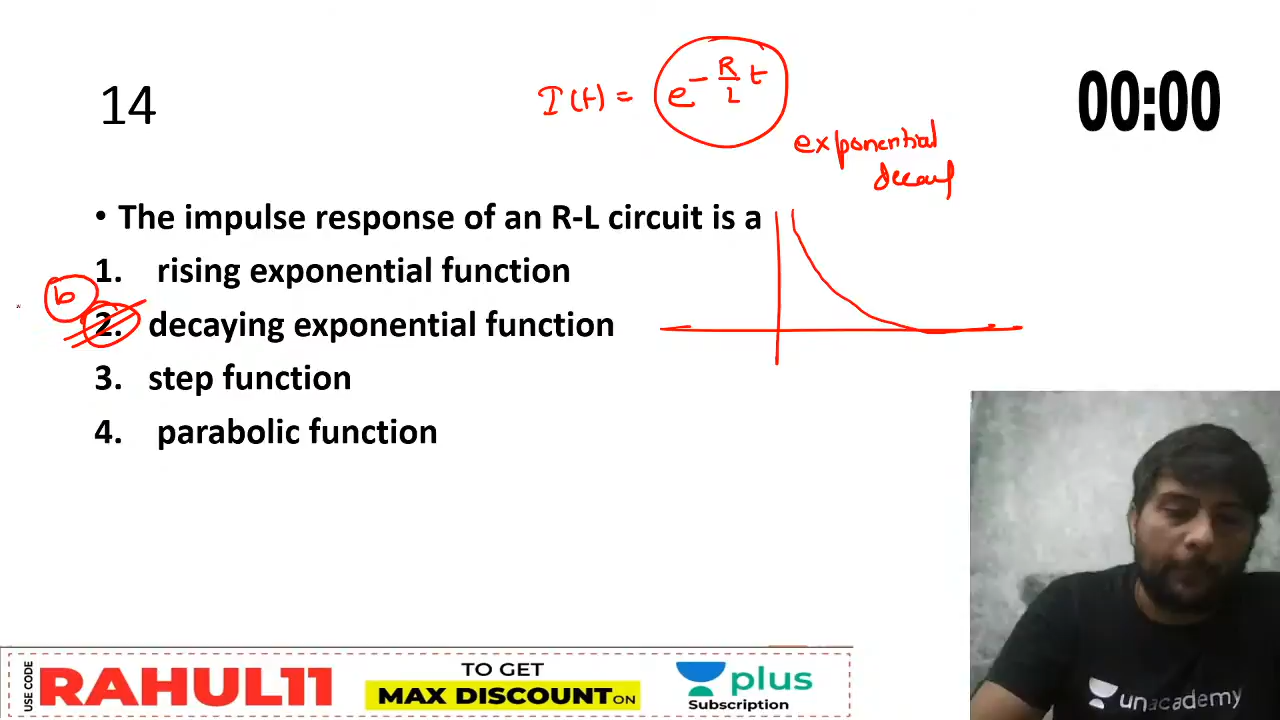 14
I(t) = e^{-\frac{R}{L}t}
00:00
exponential
decay
• The impulse response of an R-L circuit is a
1. rising exponential function
b
2. decaying exponential function
3. step function
4. parabolic function
USE CODE
RAHUL11
TO GET
MAX DISCOUNT ON
plus
Subscription
unacademy